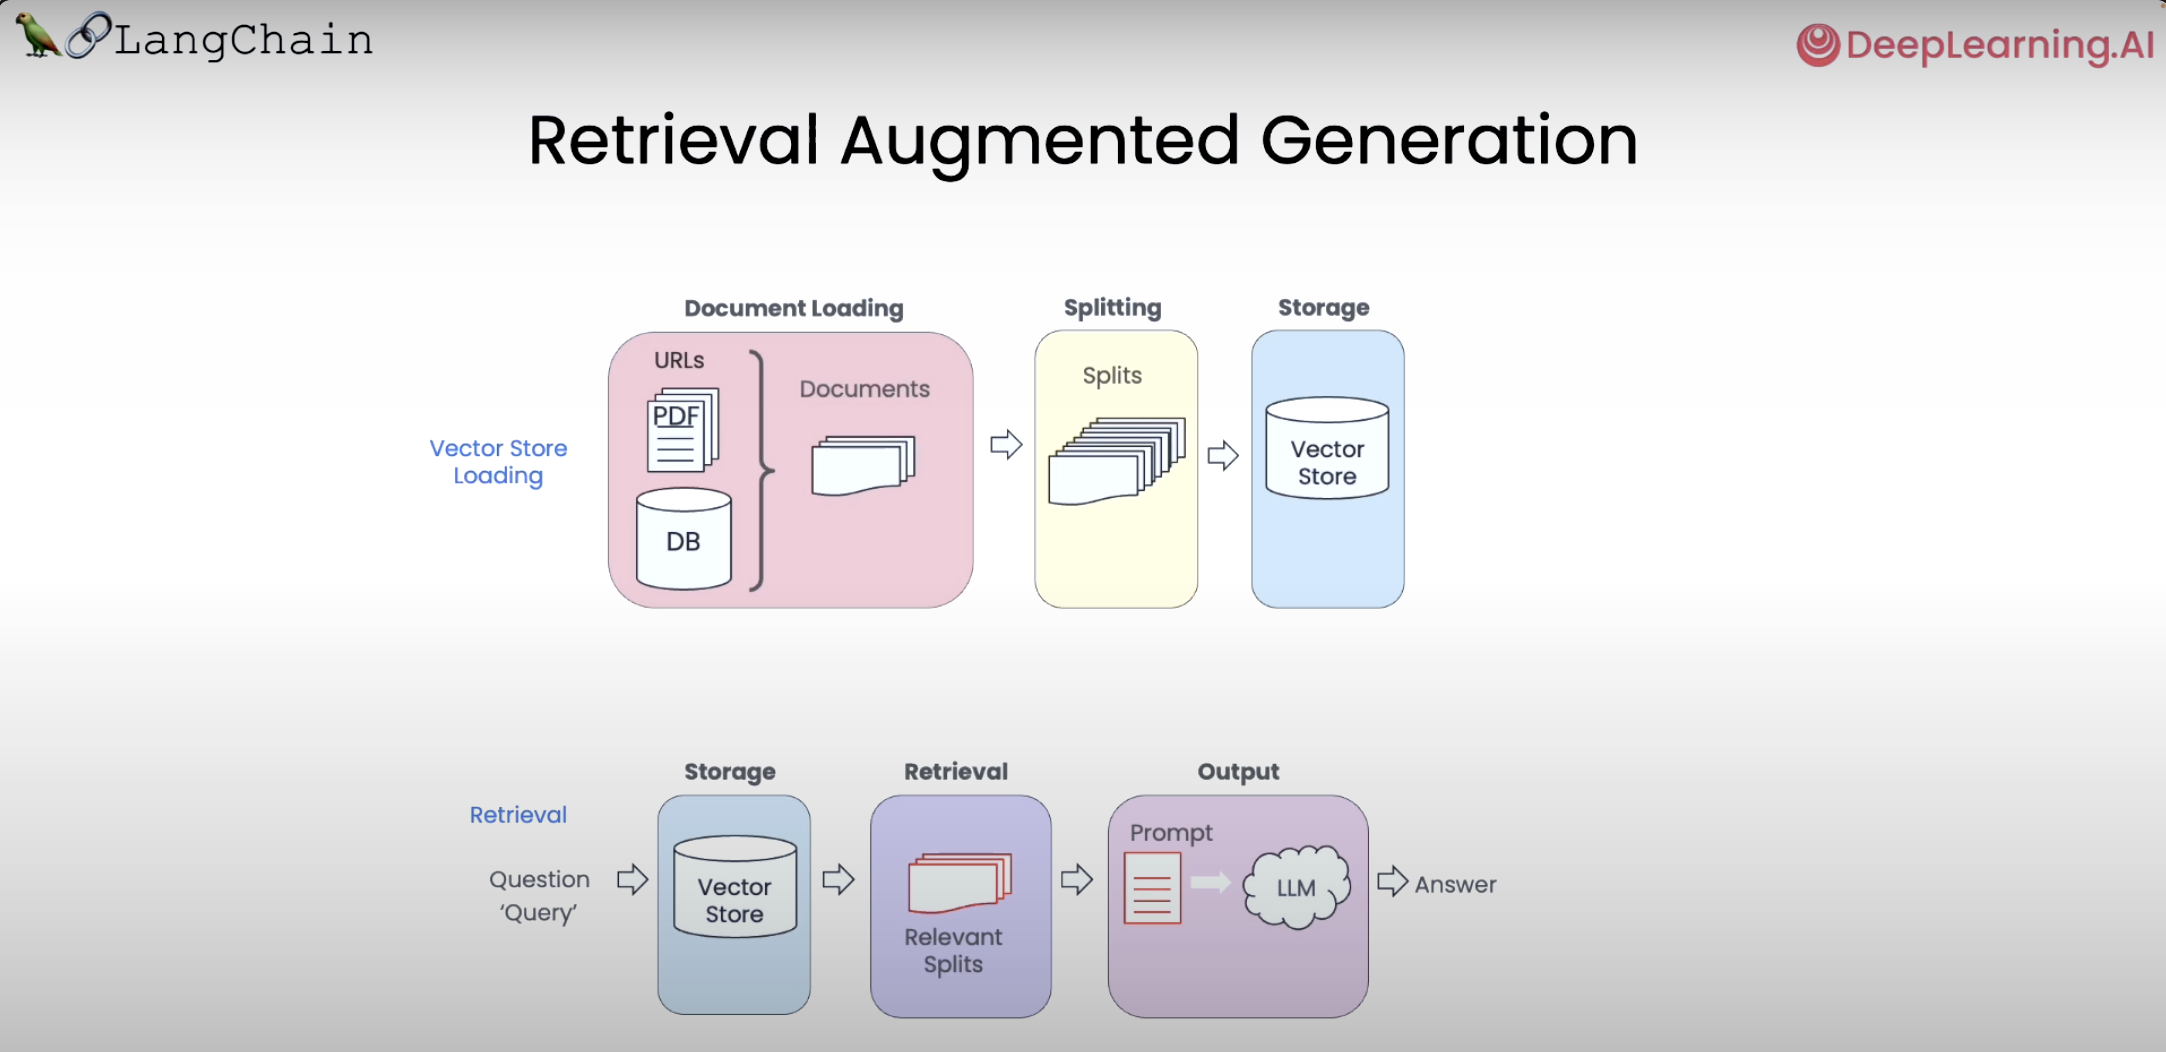 LangChain
DeepLearning.AI
Retrieval Augmented Generation
Document Loading
Splitting
Storage
URLs
PDF
DB
Documents
Splits
Vector
Store
Vector Store
Loading
Storage
Retrieval
Output
Retrieval
Question
‘Query’
Vector
Store
Relevant
Splits
Prompt
LLM
Answer